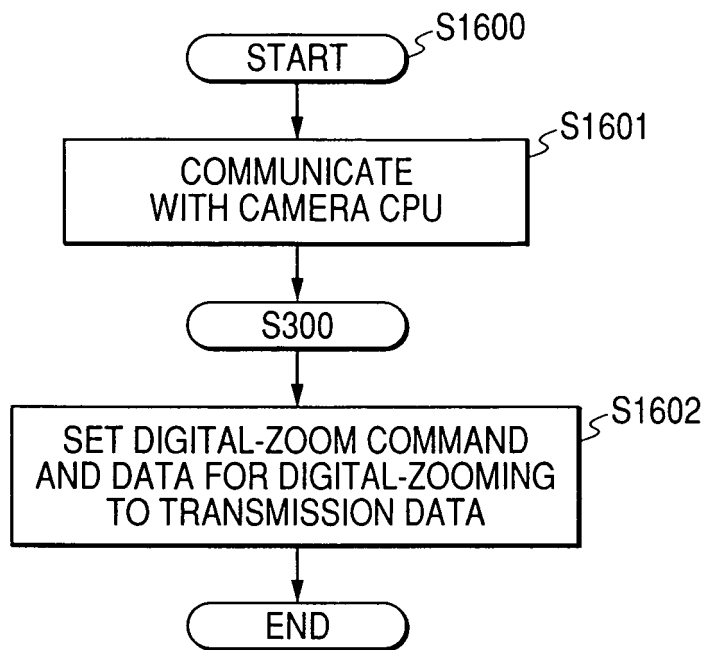 START
S1600
S1601
COMMUNICATE
WITH CAMERA CPU
S300
S1602
SET DIGITAL-ZOOM COMMAND
AND DATA FOR DIGITAL-ZOOMING
TO TRANSMISSION DATA
END